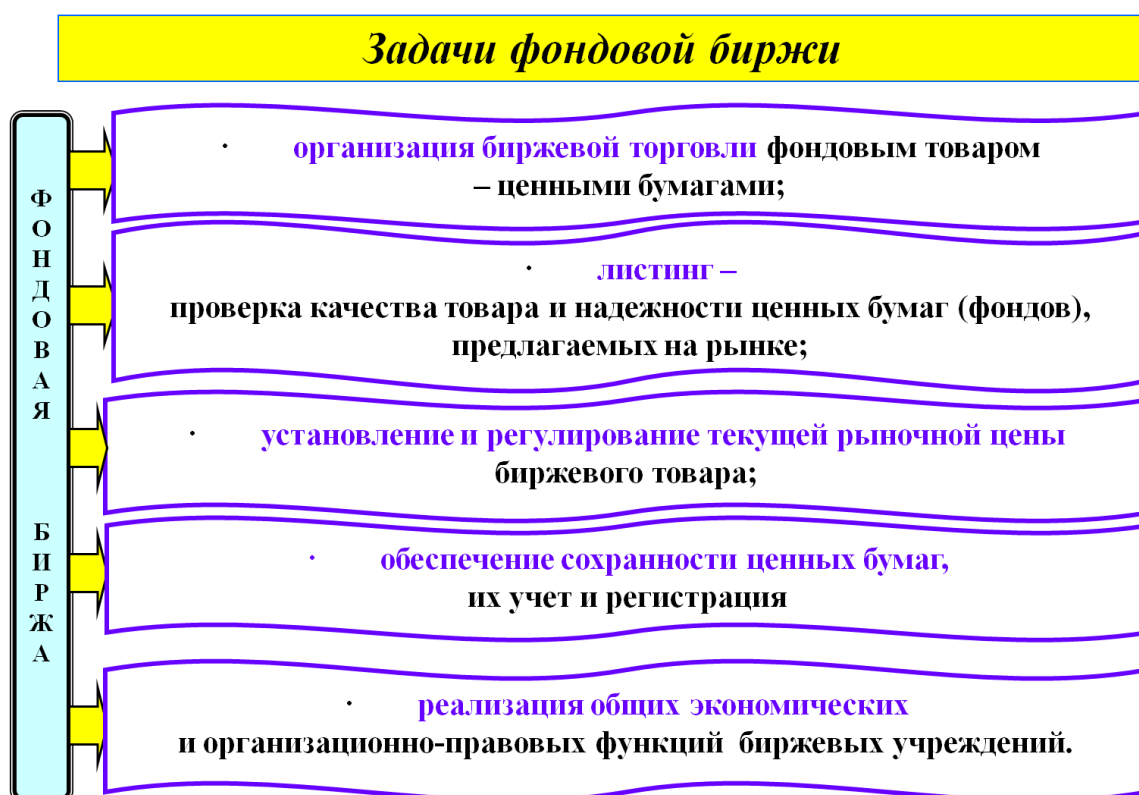 Задачи фондовой биржи
ФОНДОВАЯ БИРЖА
· организация биржевой торговли фондовым товаром
– ценными бумагами;
· листинг –
проверка качества товара и надежности ценных бумаг (фондов),
предлагаемых на рынке;
· установление и регулирование текущей рыночной цены
биржевого товара;
· обеспечение сохранности ценных бумаг,
их учет и регистрация
· реализация общих экономических
и организационно-правовых функций биржевых учреждений.